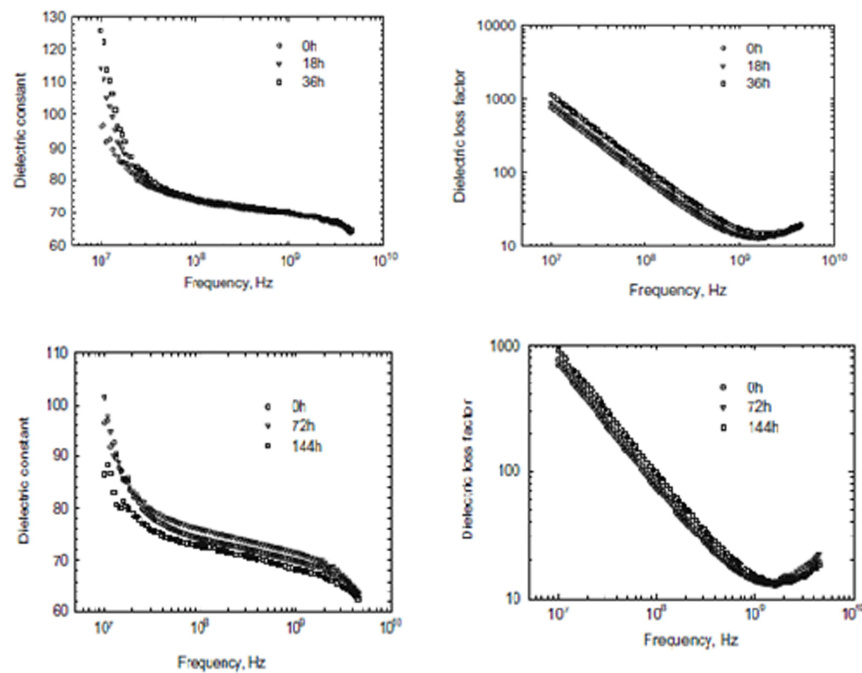 Dielectric constant
130
120
110
100
90
80
70
60
0h
18h
36h
10⁷
10⁸
10⁹
10¹⁰
Frequency, Hz
Dielectric loss factor
10000
1000
100
10
0h
18h
36h
10⁷
10⁸
10⁹
10¹⁰
Frequency, Hz
Dielectric constant
110
100
90
80
70
60
0h
72h
144h
10⁷
10⁸
10⁹
10¹⁰
Frequency, Hz
Dielectric loss factor
1000
100
10
0h
72h
144h
10⁷
10⁸
10⁹
10¹⁰
Frequency, Hz